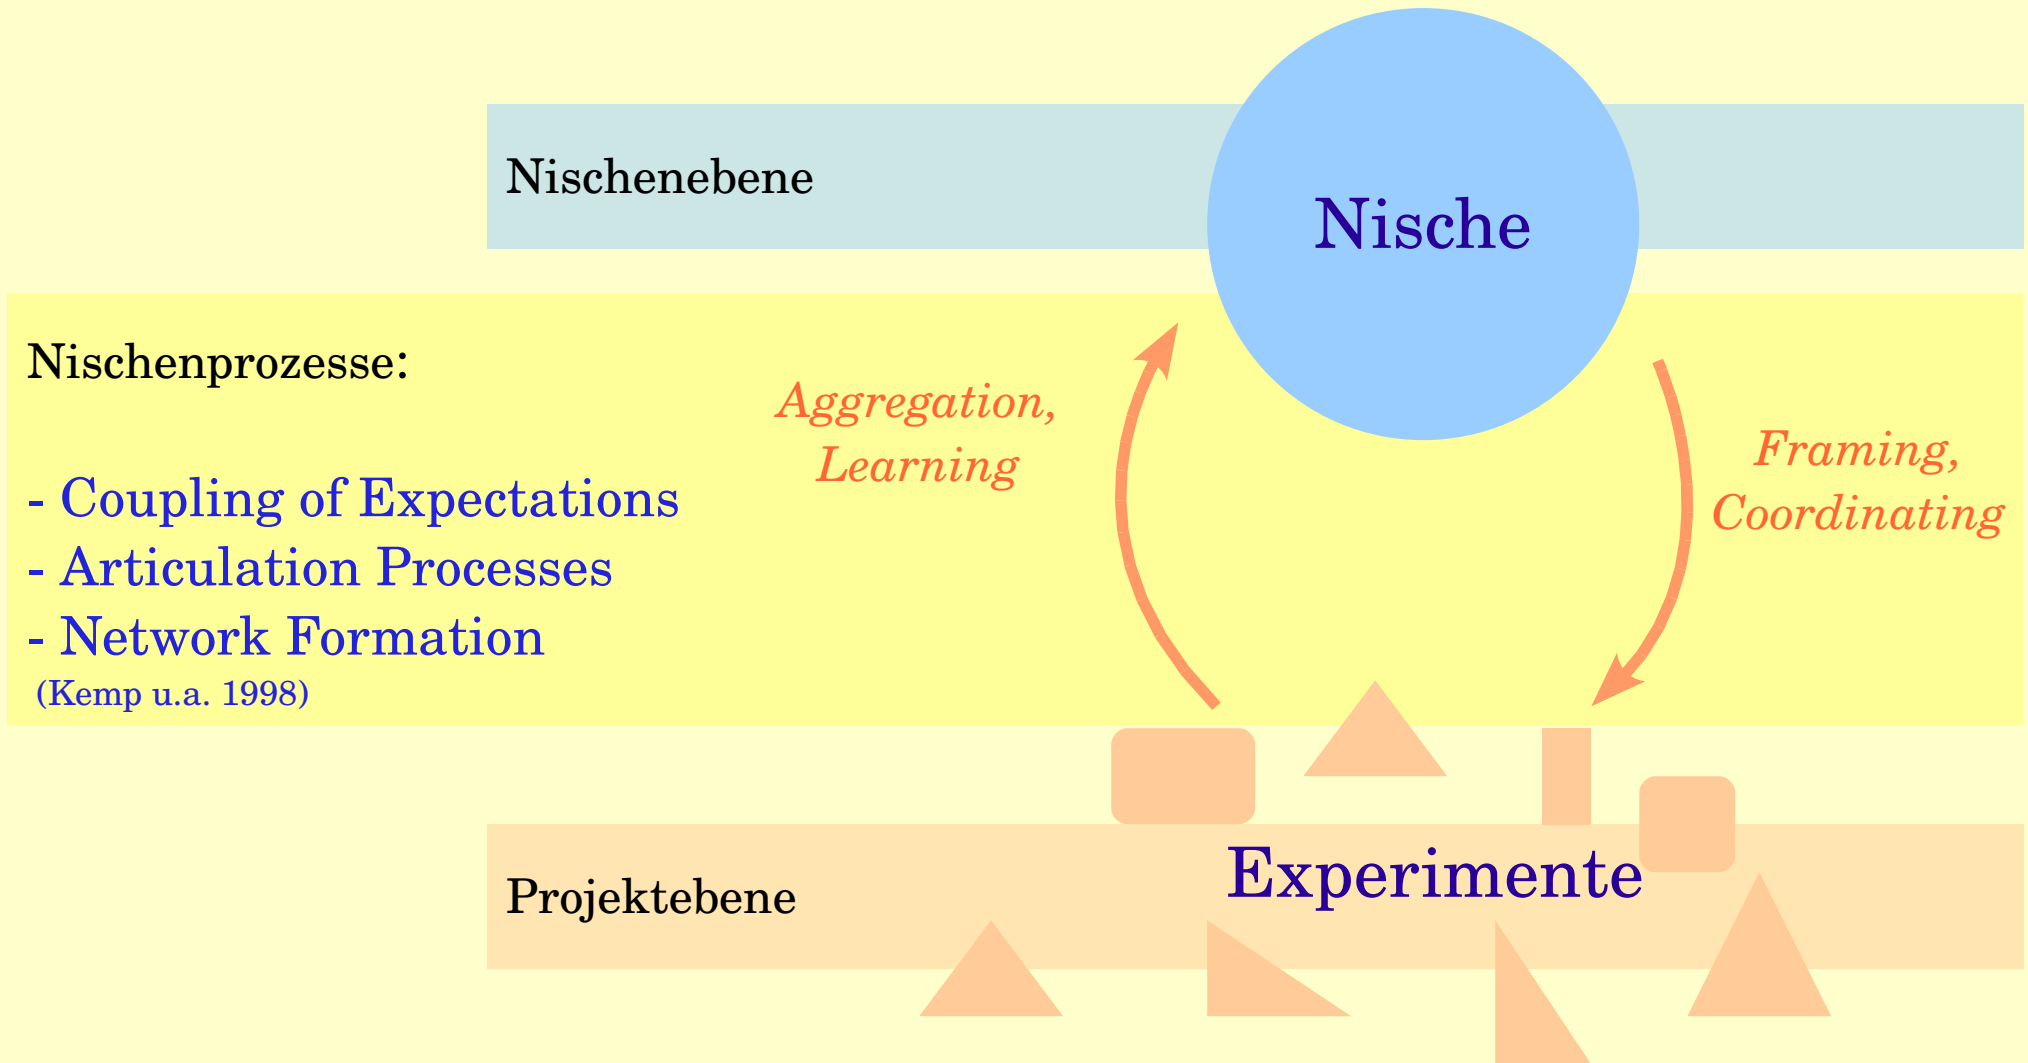 Nischenebene
Nische
Nischenprozesse:
Aggregation,
Learning
Framing,
Coordinating
- Coupling of Expectations
- Articulation Processes
- Network Formation
(Kemp u.a. 1998)
Experimente
Projektebene